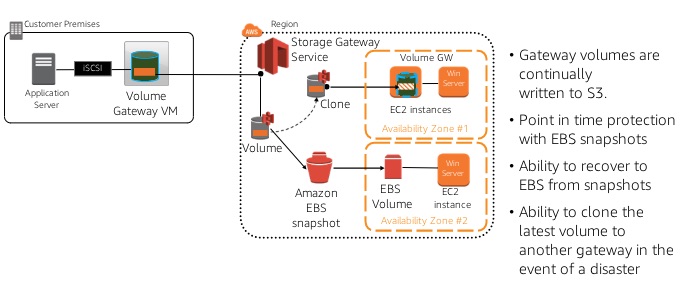 Customer Premises
iSCSI
Application
Server
Volume
Gateway VM
Region
AWS
Storage Gateway
Service
Clone
Volume
Volume GW
Win
Server
EC2 instances
Availability Zone #1
Amazon
EBS
snapshot
EBS
Volume
Win
Server
EC2
instance
Availability Zone #2
• Gateway volumes are
continually
written to S3.
• Point in time protection
with EBS snapshots
• Ability to recover to
EBS from snapshots
• Ability to clone the
latest volume to
another gateway in the
event of a disaster